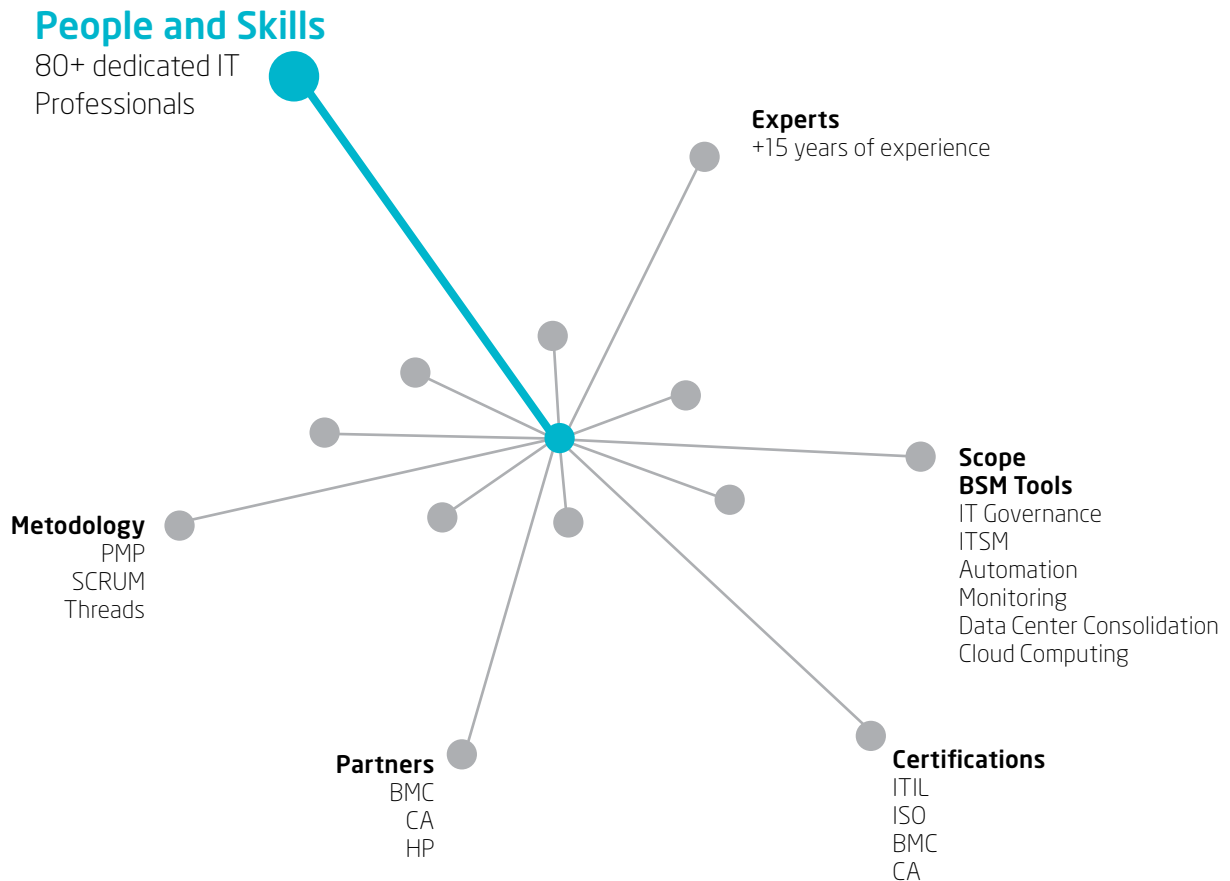 People and Skills
80+ dedicated IT
Professionals
Experts
+15 years of experience
Scope
BSM Tools
IT Governance
ITSM
Automation
Monitoring
Data Center Consolidation
Cloud Computing
Metodology
PMP
SCRUM
Threads
Partners
BMC
CA
HP
Certifications
ITIL
ISO
BMC
CA